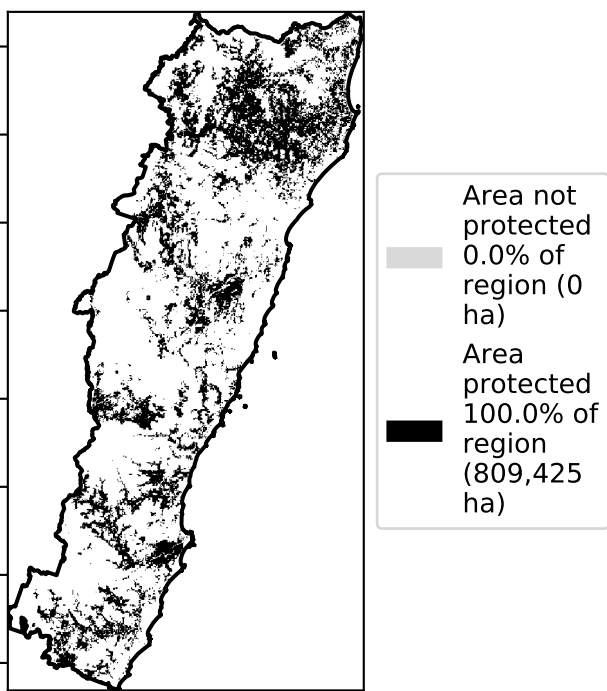 Area not
protected
0.0% of
region (0
ha)
Area
protected
100.0% of
region
(809,425
ha)